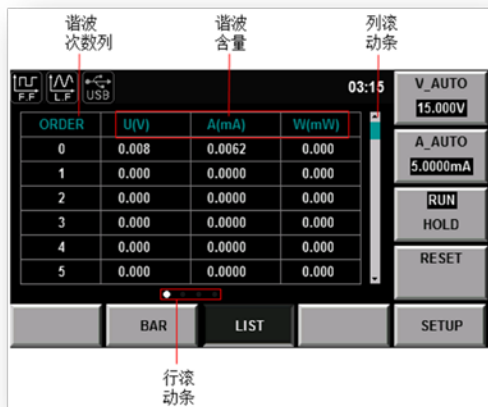 谐波
次数列
谐波
含量
列滚
动条
F.F
L.F
USB
03:15
V_AUTO
15.000V
ORDER U(V) A(mA) W(mW)
0 0.008 0.0062 0.000
1 0.000 0.0000 0.000
2 0.000 0.0000 0.000
3 0.000 0.0000 0.000
4 0.000 0.0000 0.000
5 0.000 0.0000 0.000
A_AUTO
5.0000mA
RUN
HOLD
RESET
BAR LIST SETUP
行滚
动条